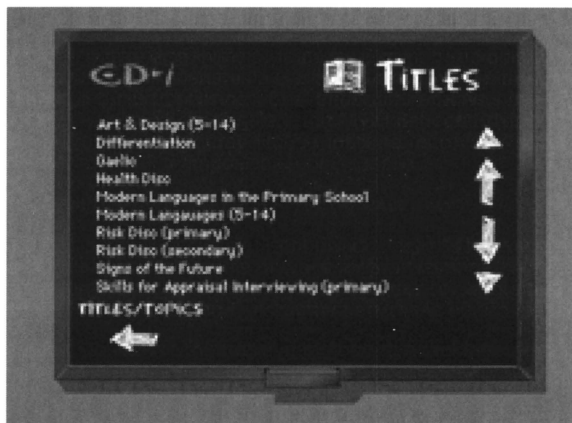 CD-i
TITLES
Art & Design (5-14)
Differentiation
Gaelic
Health Disc
Modern Languages in the Primary School
Modern Langauages (5-14)
Risk Disc (primary)
Risk Disc (secondary)
Signs of the Future
Skills for Appraisal Interviewing (primary)
TITLES/TOPICS